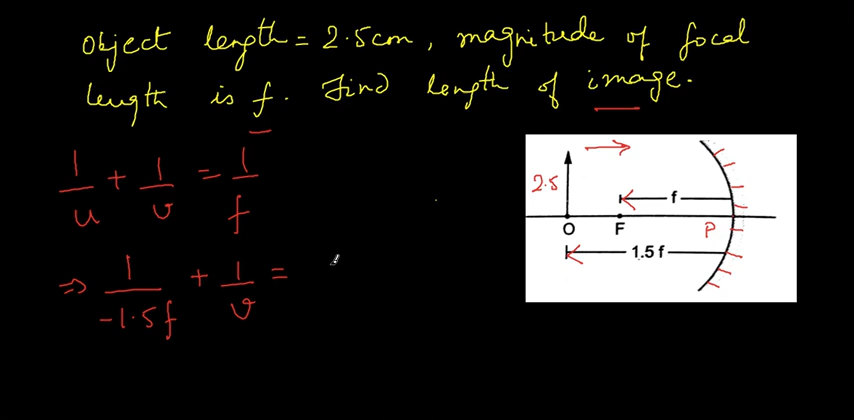 Object length = 2.5cm, magnitude of focal
length is f. Find length of image.
1/u + 1/v = 1/f
⇒ 1/-1.5f + 1/v =
2.5
f
O F P
1.5 f